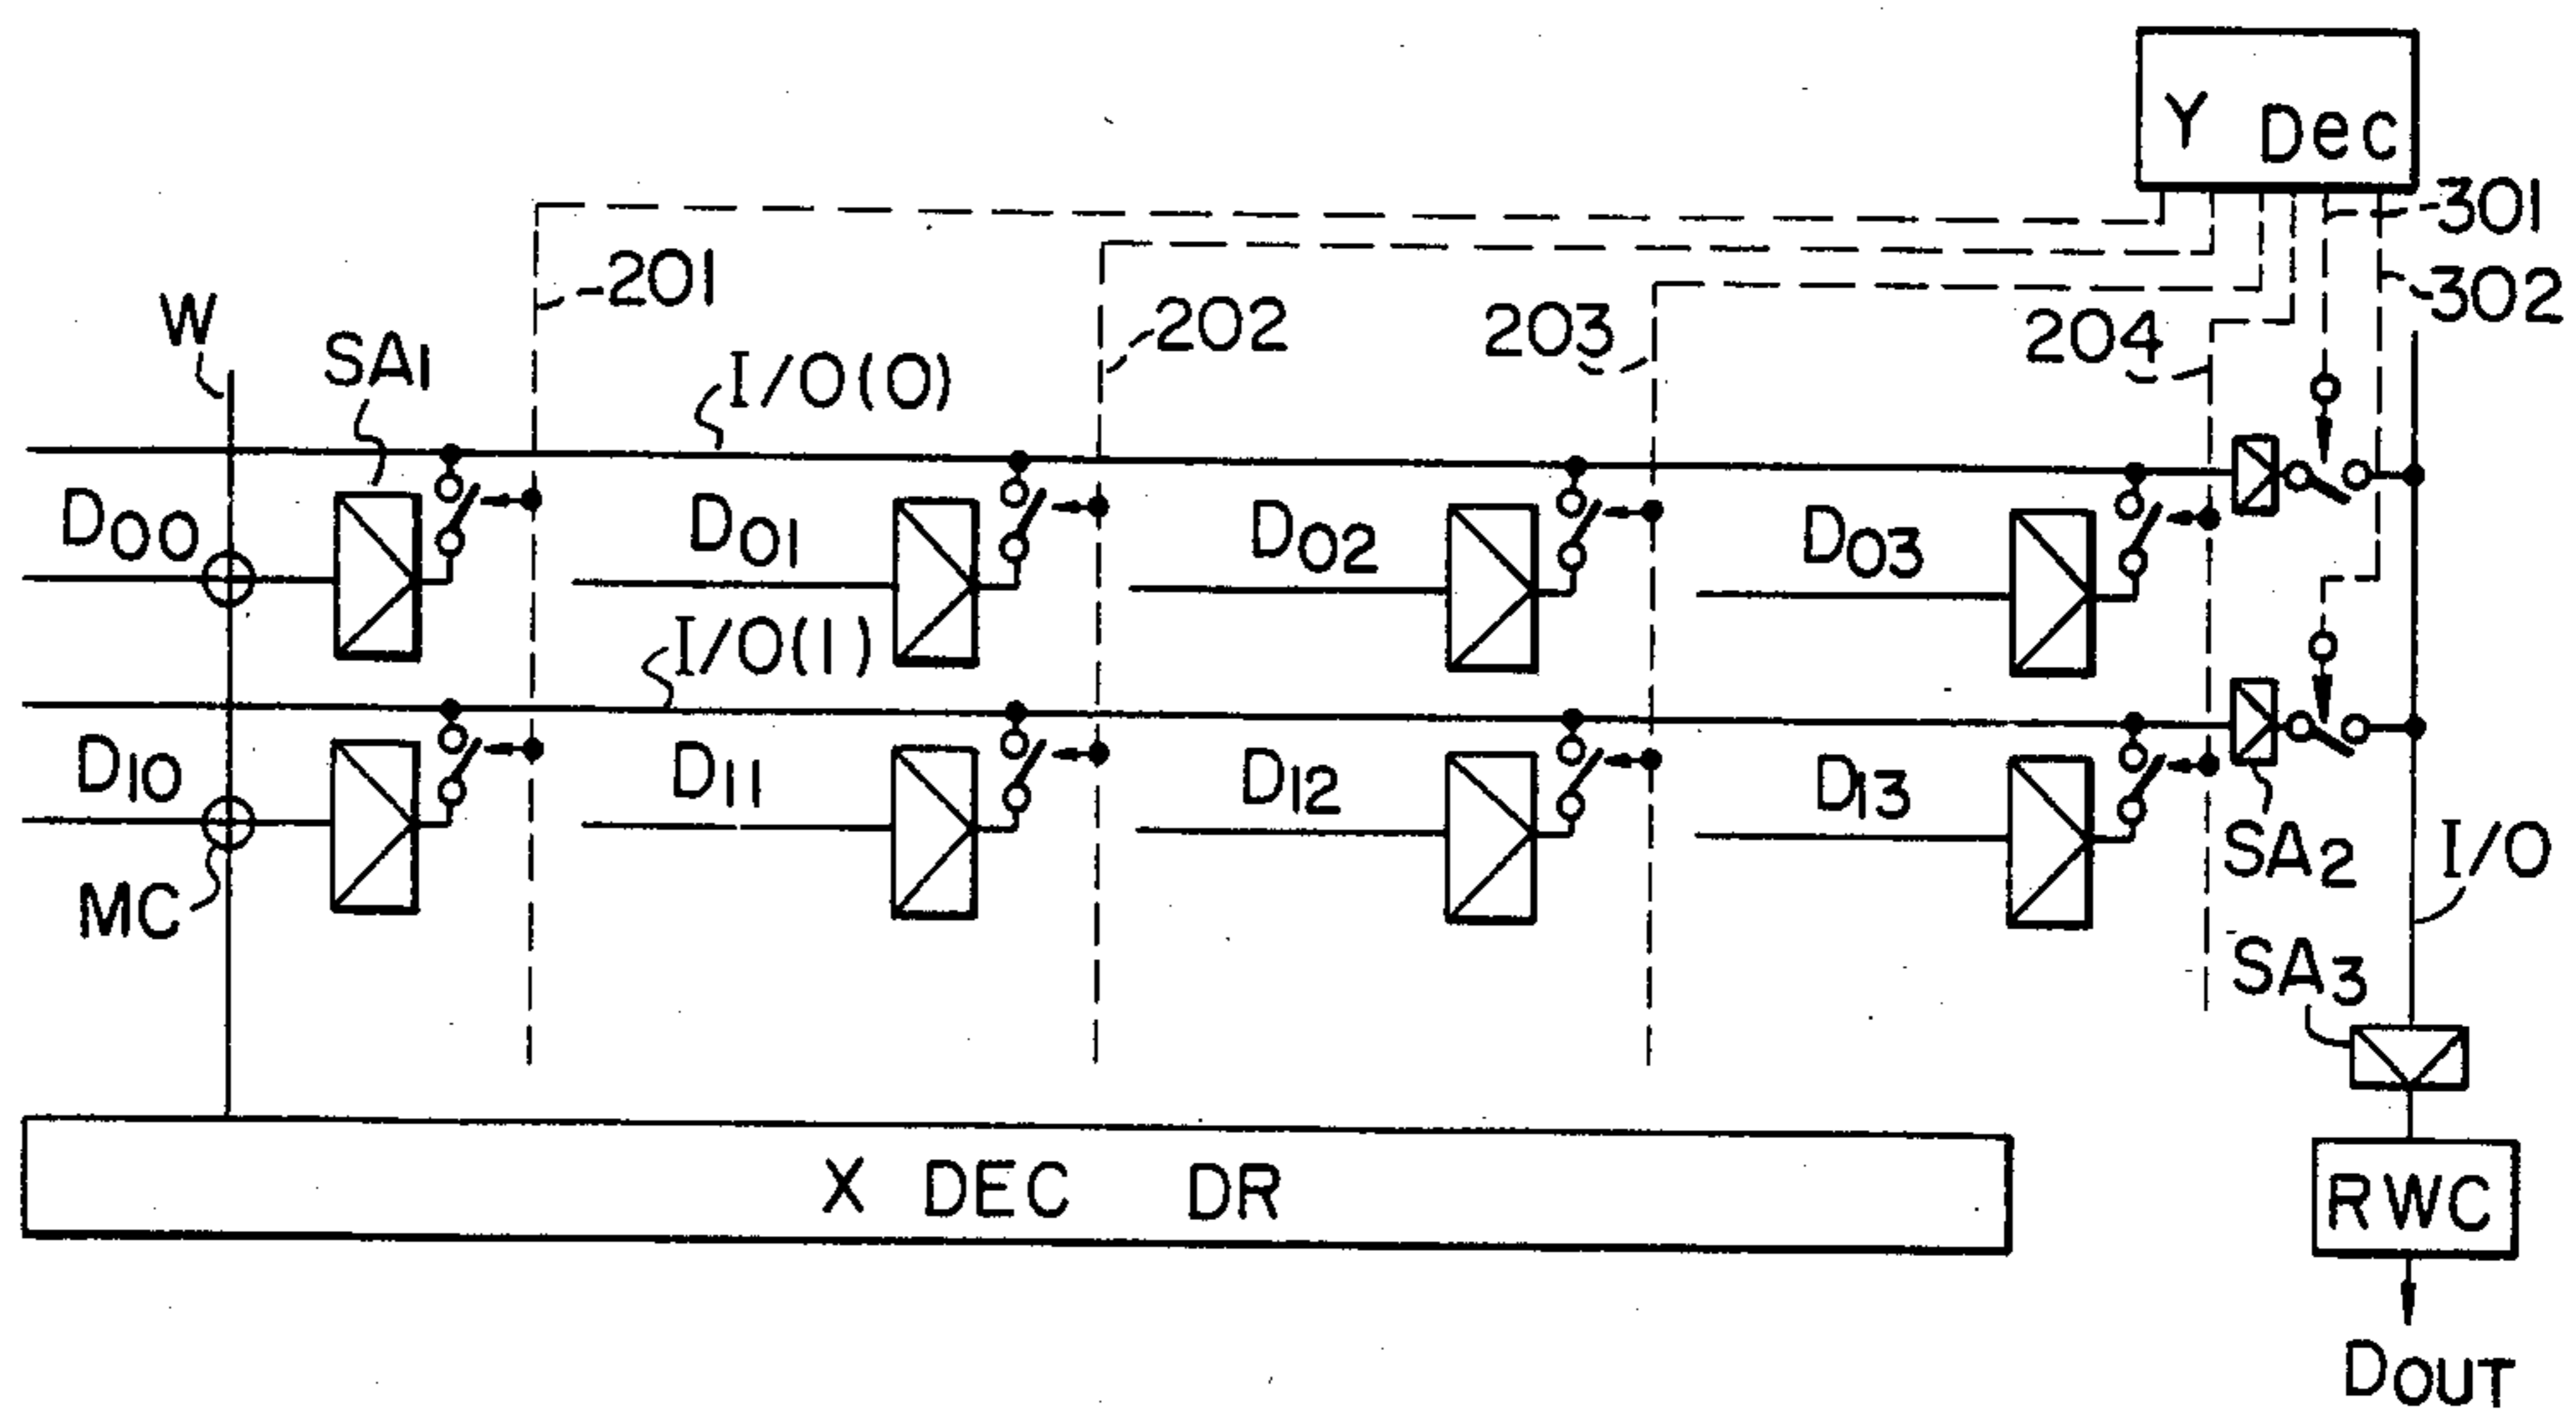 Y Dec
301
201
302
W
202
203
204
SA1
I/O(0)
D00
D01
D02
D03
I/O(1)
D10
D11
D12
D13
SA2
I/O
MC
SA3
X DEC DR
RWC
DOUT